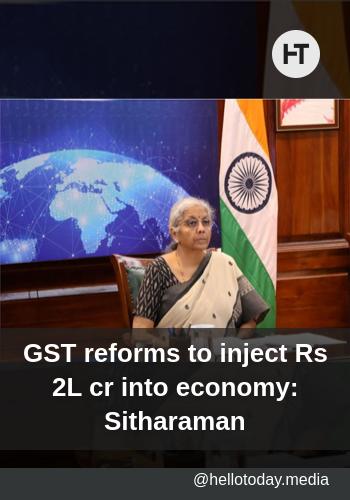 HT
GST reforms to inject Rs
2L cr into economy:
Sitharaman
@hellotoday.media